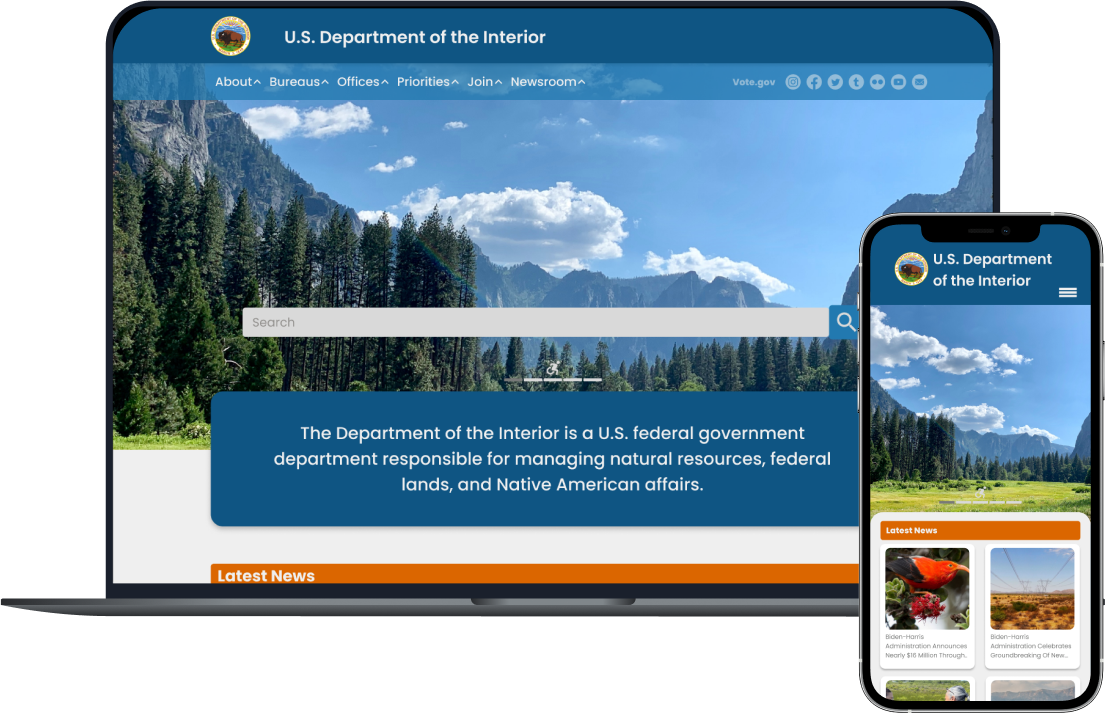 U.S. Department of the Interior
About Bureaus Offices Priorities Join Newsroom Vote.gov
Search
The Department of the Interior is a U.S. federal government
department responsible for managing natural resources, federal
lands, and Native American affairs.
Latest News
U.S. Department
of the Interior
Latest News
Biden-Harris
Administration Announces
Nearly $16 Million Through..
Biden-Harris
Administration Celebrates
Groundbreaking Of New...